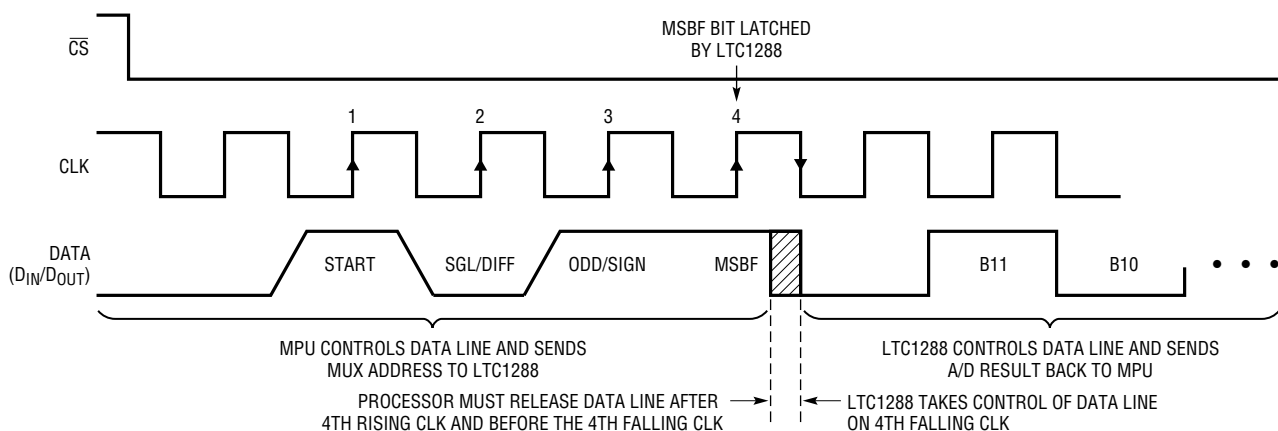 MSBF BIT LATCHED
BY LTC1288
CS
1 2 3 4
CLK
DATA
(DIN/DOUT)
START SGL/DIFF ODD/SIGN MSBF B11 B10 • • •
MPU CONTROLS DATA LINE AND SENDS
MUX ADDRESS TO LTC1288
LTC1288 CONTROLS DATA LINE AND SENDS
A/D RESULT BACK TO MPU
PROCESSOR MUST RELEASE DATA LINE AFTER
4TH RISING CLK AND BEFORE THE 4TH FALLING CLK
LTC1288 TAKES CONTROL OF DATA LINE
ON 4TH FALLING CLK